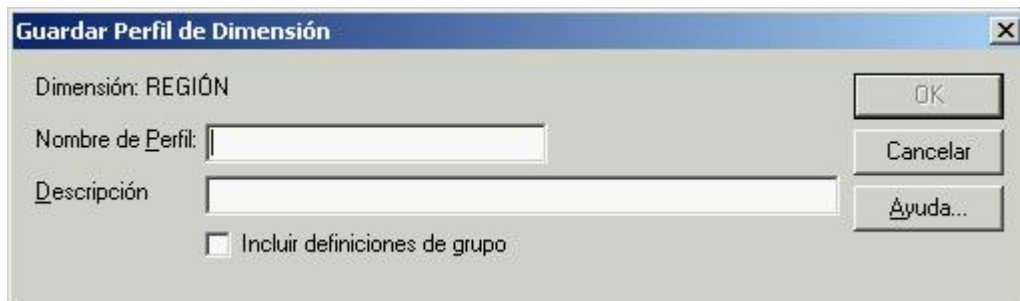 Guardar Perfil de Dimensión
Dimensión: REGIÓN
OK
Nombre de Perfil:
Cancelar
Descripción
Ayuda...
Incluir definiciones de grupo